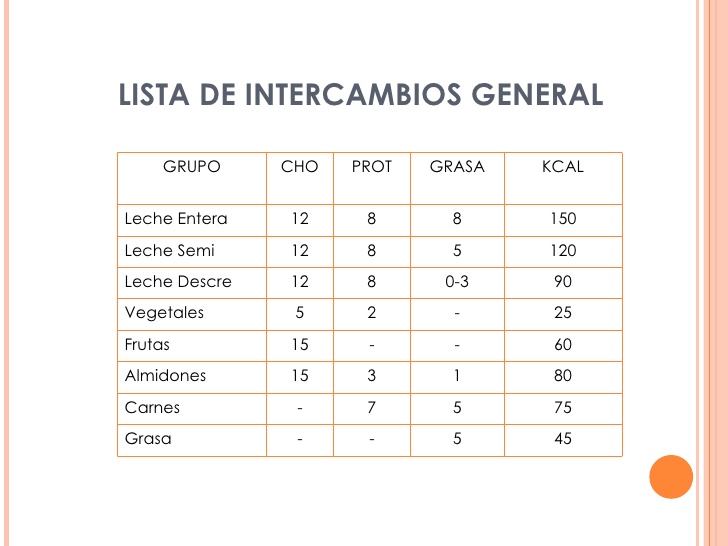 LISTA DE INTERCAMBIOS GENERAL
GRUPO CHO PROT GRASA KCAL
Leche Entera 12 8 8 150
Leche Semi 12 8 5 120
Leche Descre 12 8 0-3 90
Vegetales 5 2 - 25
Frutas 15 - - 60
Almidones 15 3 1 80
Carnes - 7 5 75
Grasa - - 5 45